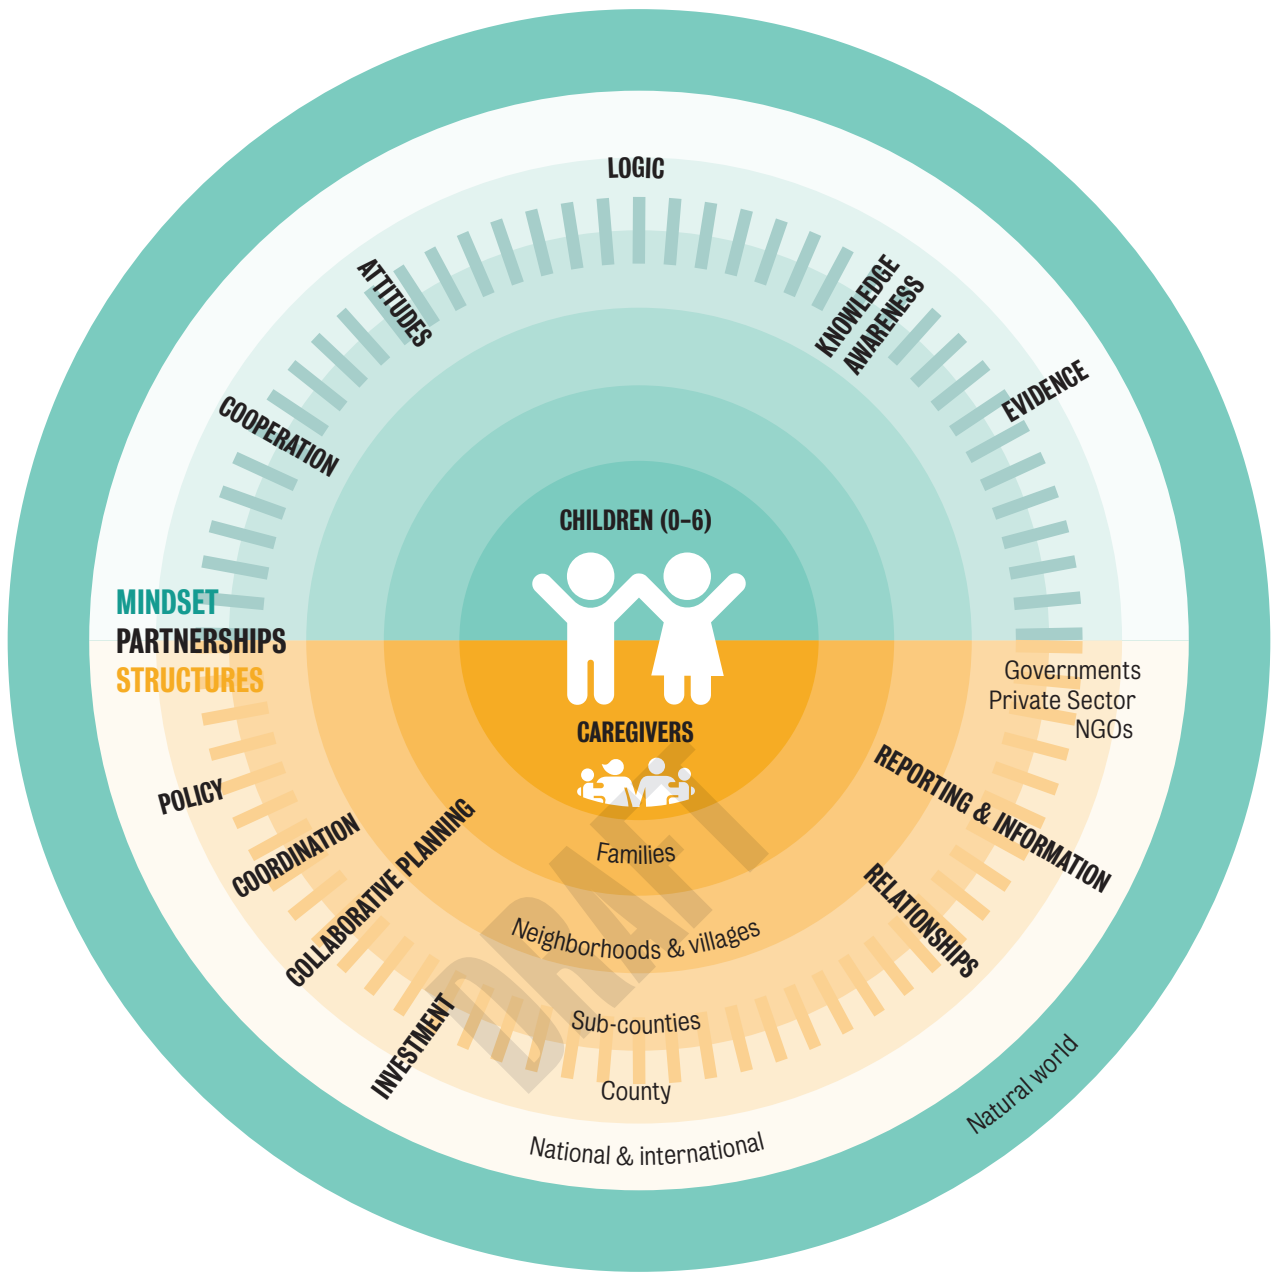 LOGIC
ATTITUDES
KNOWLEDGE
AWARENESS
EVIDENCE
COOPERATION
CHILDREN (0–6)
MINDSET
PARTNERSHIPS
STRUCTURES
Governments
Private Sector
NGOs
CAREGIVERS
POLICY
COORDINATION
COLLABORATIVE PLANNING
INVESTMENT
REPORTING & INFORMATION
RELATIONSHIPS
Families
Neighborhoods & villages
Sub-counties
County
National & international
Natural world
DRAFT